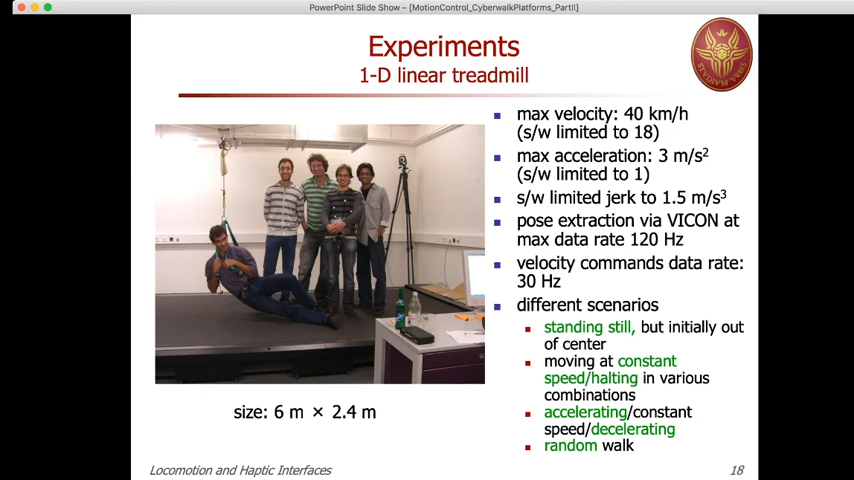 PowerPoint Slide Show - [MotionControl_CyberwalkPlatforms_PartII]
Experiments
1-D linear treadmill
STVDIVM VRBIS
max velocity: 40 km/h
(s/w limited to 18)
max acceleration: 3 m/s²
(s/w limited to 1)
s/w limited jerk to 1.5 m/s³
pose extraction via VICON at
max data rate 120 Hz
velocity commands data rate:
30 Hz
different scenarios
standing still, but initially out
of center
moving at constant
speed/halting in various
combinations
accelerating/constant
speed/decelerating
random walk
size: 6 m × 2.4 m
Locomotion and Haptic Interfaces
18